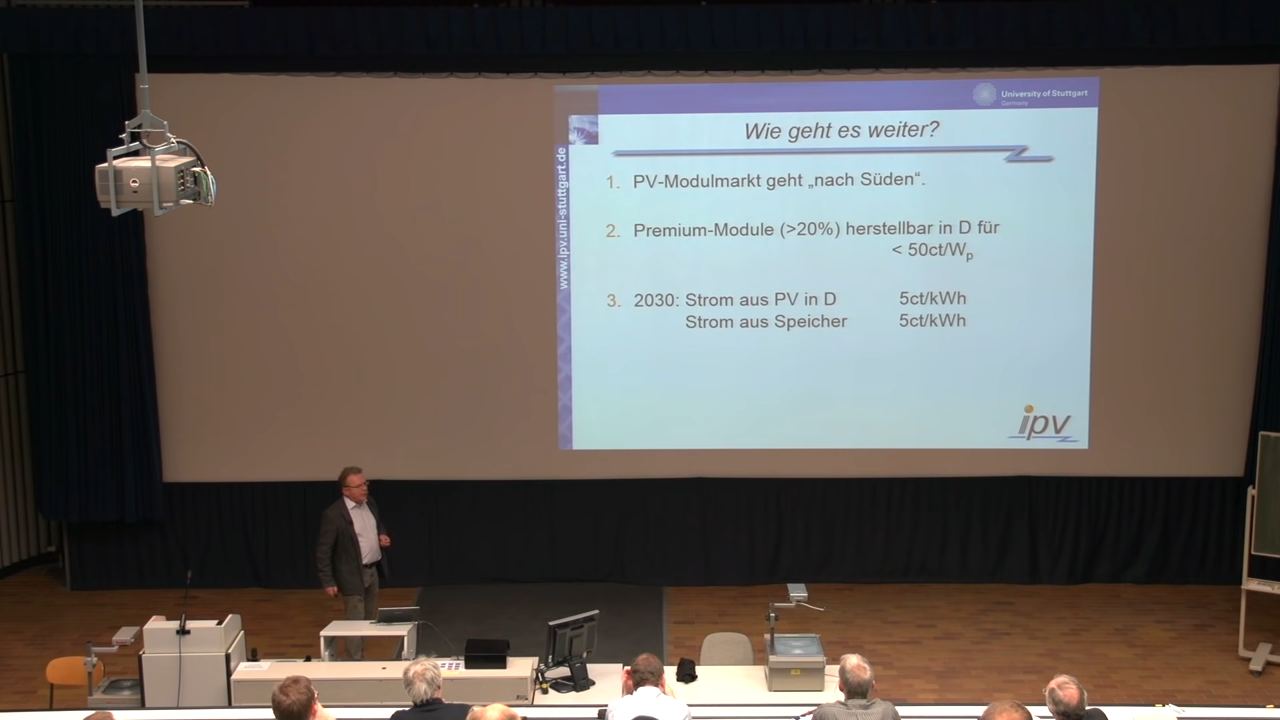 University of Stuttgart
Germany
www.ipv.uni-stuttgart.de
Wie geht es weiter?
1. PV-Modulmarkt geht „nach Süden“.
2. Premium-Module (>20%) herstellbar in D für
< 50ct/Wp
3. 2030: Strom aus PV in D 5ct/kWh
Strom aus Speicher 5ct/kWh
ipv